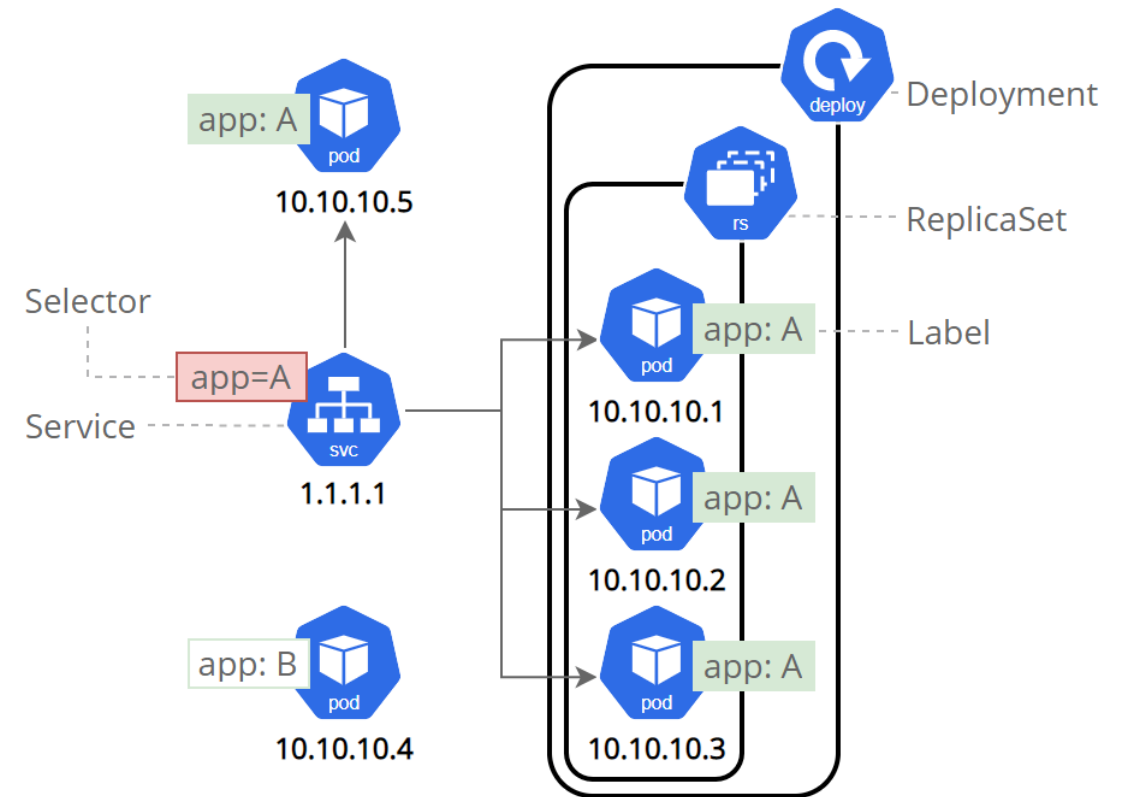 deploy
Deployment
app: A
pod
10.10.10.5
rs
ReplicaSet
Selector
app=A
Service
svc
1.1.1.1
app: A
Label
pod
10.10.10.1
app: A
pod
10.10.10.2
app: B
pod
10.10.10.4
app: A
pod
10.10.10.3